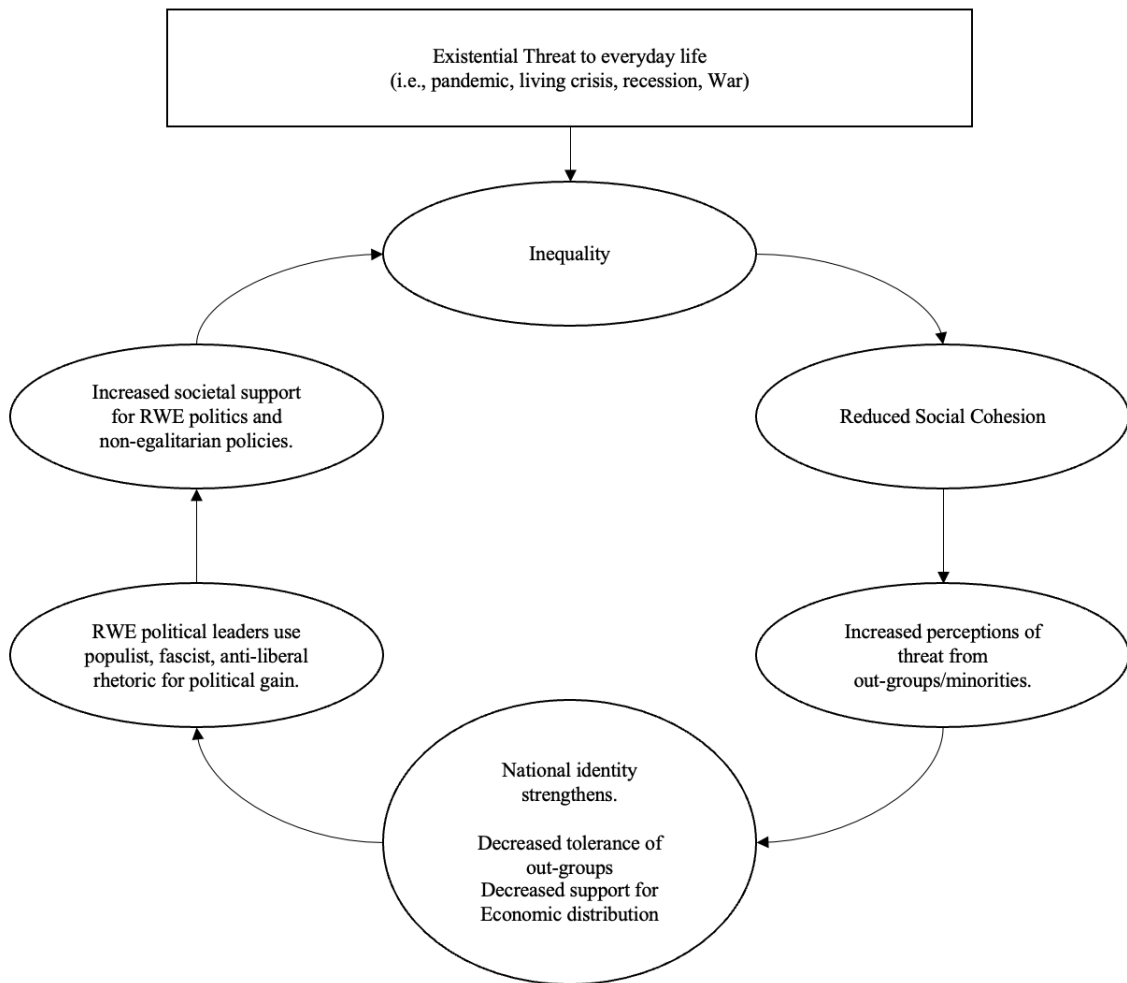 Existential Threat to everyday life
(i.e., pandemic, living crisis, recession, War)
Inequality
Reduced Social Cohesion
Increased perceptions of
threat from
out-groups/minorities.
National identity
strengthens.
Decreased tolerance of
out-groups
Decreased support for
Economic distribution
RWE political leaders use
populist, fascist, anti-liberal
rhetoric for political gain.
Increased societal support
for RWE politics and
non-egalitarian policies.